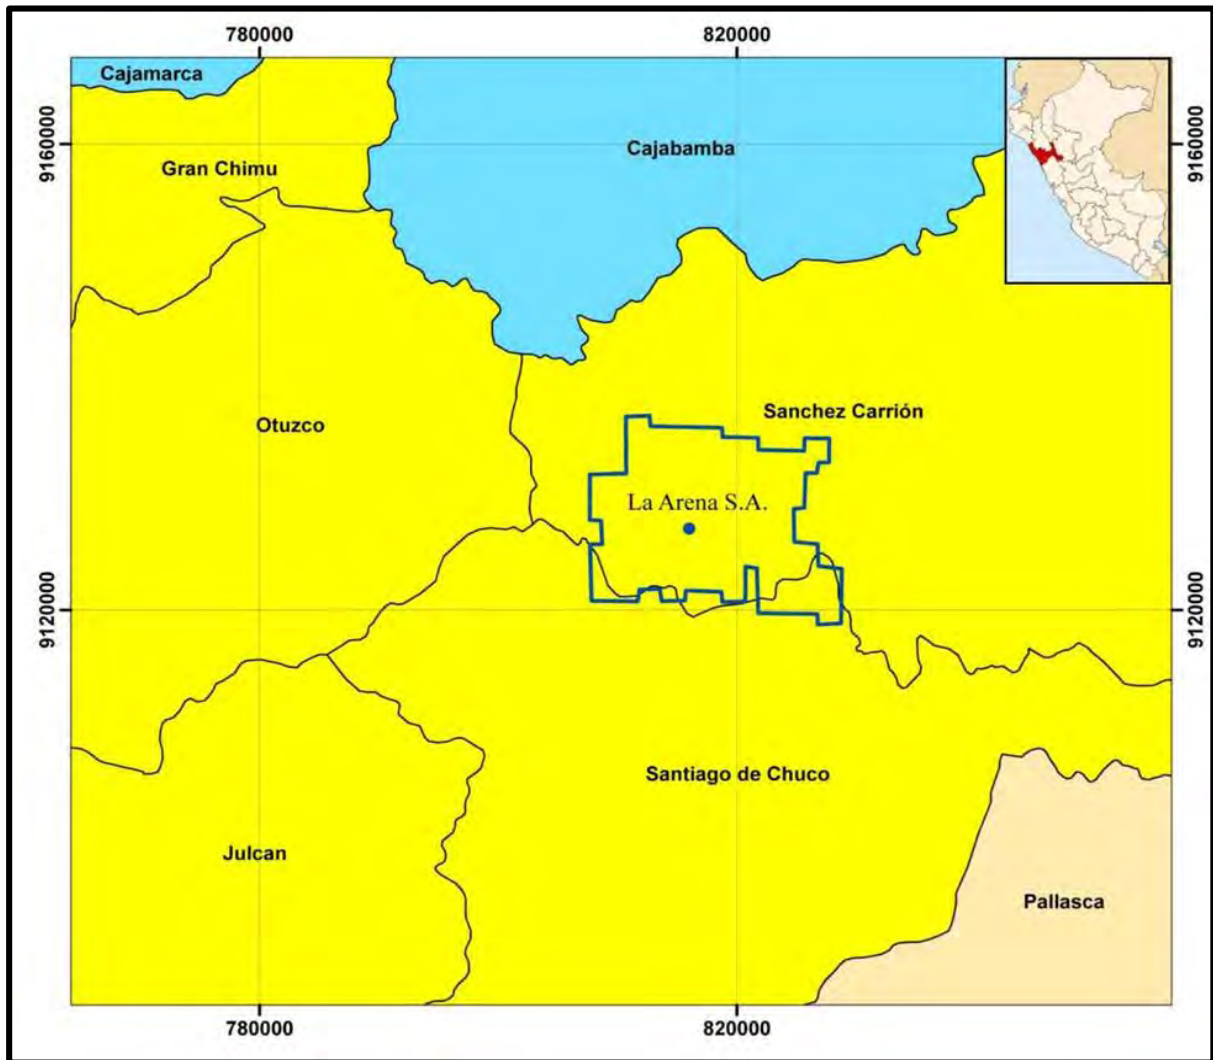 780000
820000
Cajamarca
9160000
Cajabamba
9160000
Gran Chimu
Sanchez Carrión
Otuzco
La Arena S.A.
9120000
9120000
Santiago de Chuco
Julcan
Pallasca
780000
820000